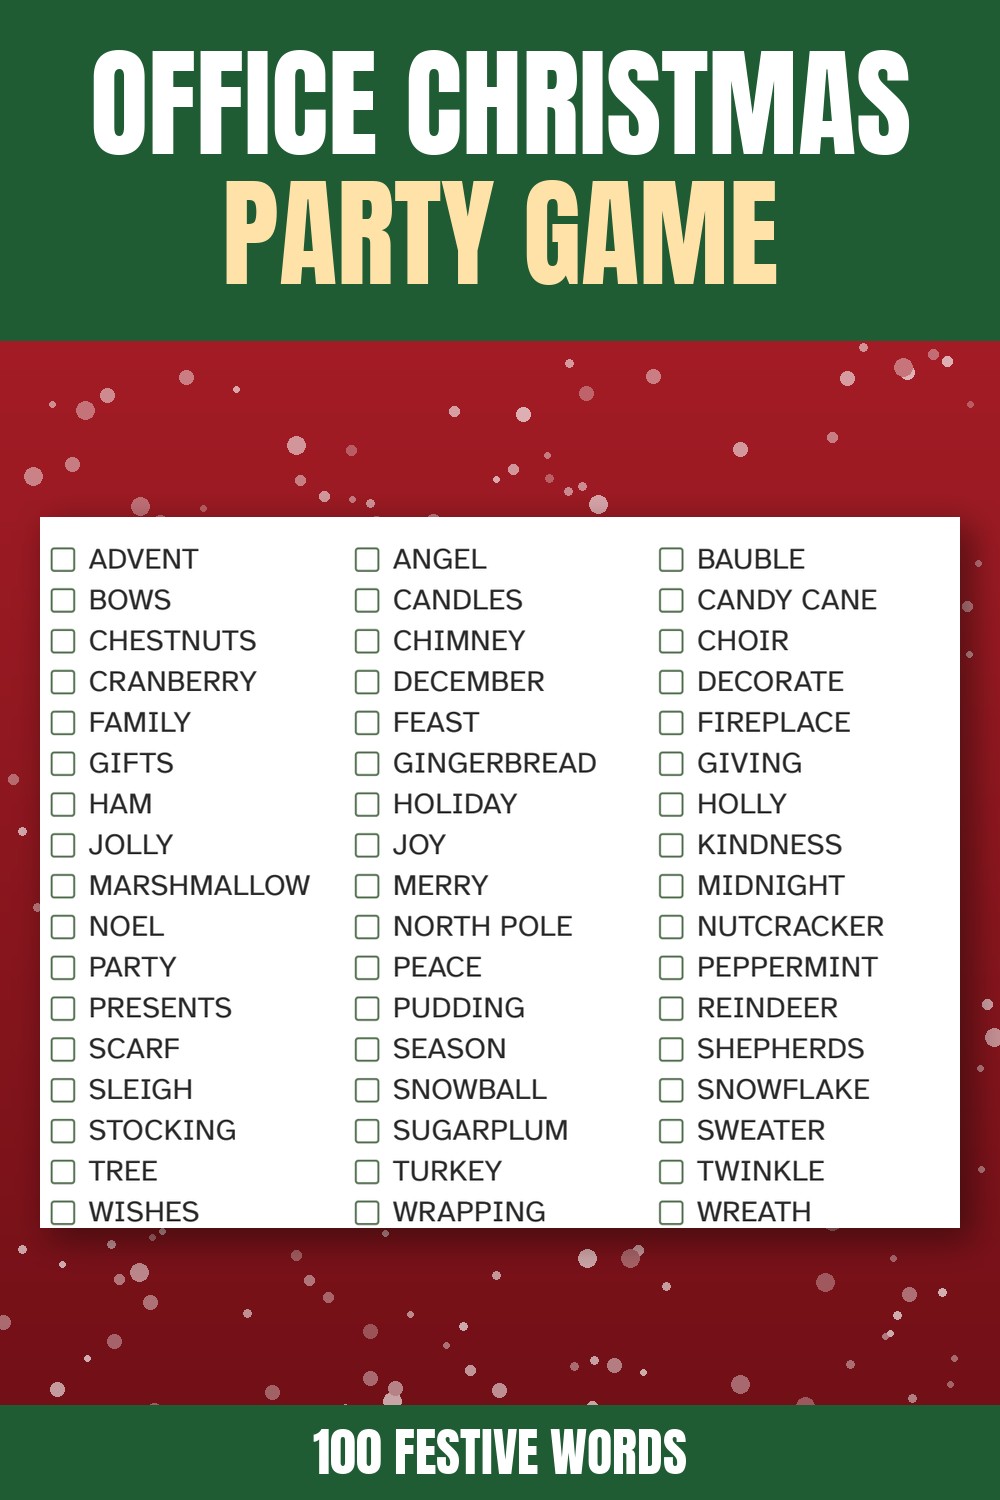 OFFICE CHRISTMAS
PARTY GAME
ADVENT ANGEL BAUBLE
BOWS CANDLES CANDY CANE
CHESTNUTS CHIMNEY CHOIR
CRANBERRY DECEMBER DECORATE
FAMILY FEAST FIREPLACE
GIFTS GINGERBREAD GIVING
HAM HOLIDAY HOLLY
JOLLY JOY KINDNESS
MARSHMALLOW MERRY MIDNIGHT
NOEL NORTH POLE NUTCRACKER
PARTY PEACE PEPPERMINT
PRESENTS PUDDING REINDEER
SCARF SEASON SHEPHERDS
SLEIGH SNOWBALL SNOWFLAKE
STOCKING SUGARPLUM SWEATER
TREE TURKEY TWINKLE
WISHES WRAPPING WREATH
100 FESTIVE WORDS